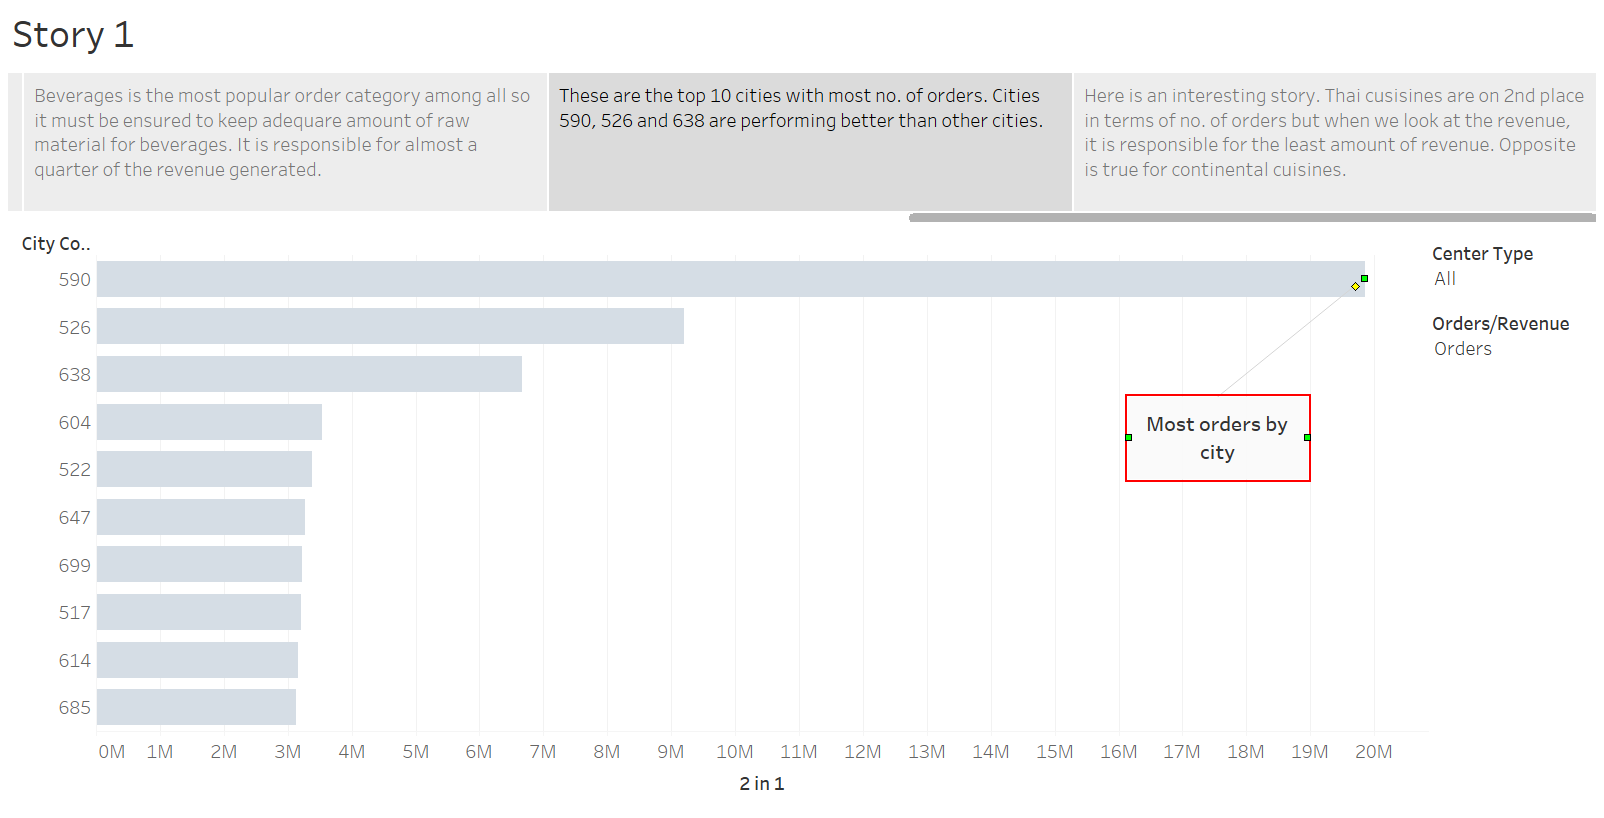 Story 1
Beverages is the most popular order category among all so
it must be ensured to keep adequare amount of raw
material for beverages. It is responsible for almost a
quarter of the revenue generated.
These are the top 10 cities with most no. of orders. Cities
590, 526 and 638 are performing better than other cities.
Here is an interesting story. Thai cusisines are on 2nd place
in terms of no. of orders but when we look at the revenue,
it is responsible for the least amount of revenue. Opposite
is true for continental cuisines.
City Co..
590
526
638
604
522
647
699
517
614
685
Most orders by
city
0M 1M 2M 3M 4M 5M 6M 7M 8M 9M 10M 11M 12M 13M 14M 15M 16M 17M 18M 19M 20M
2 in 1
Center Type
All
Orders/Revenue
Orders